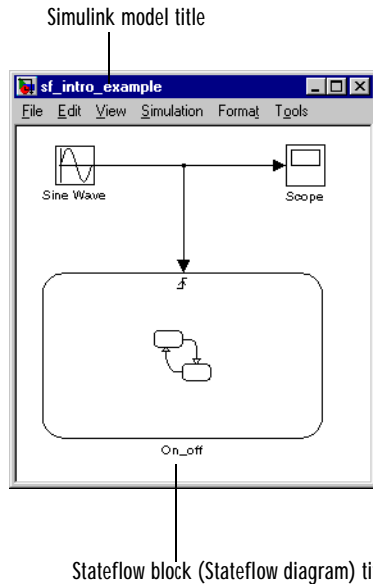 Simulink model title
sf_intro_example
File Edit View Simulation Format Tools
Sine Wave
Scope
On_off
Stateflow block (Stateflow diagram) ti